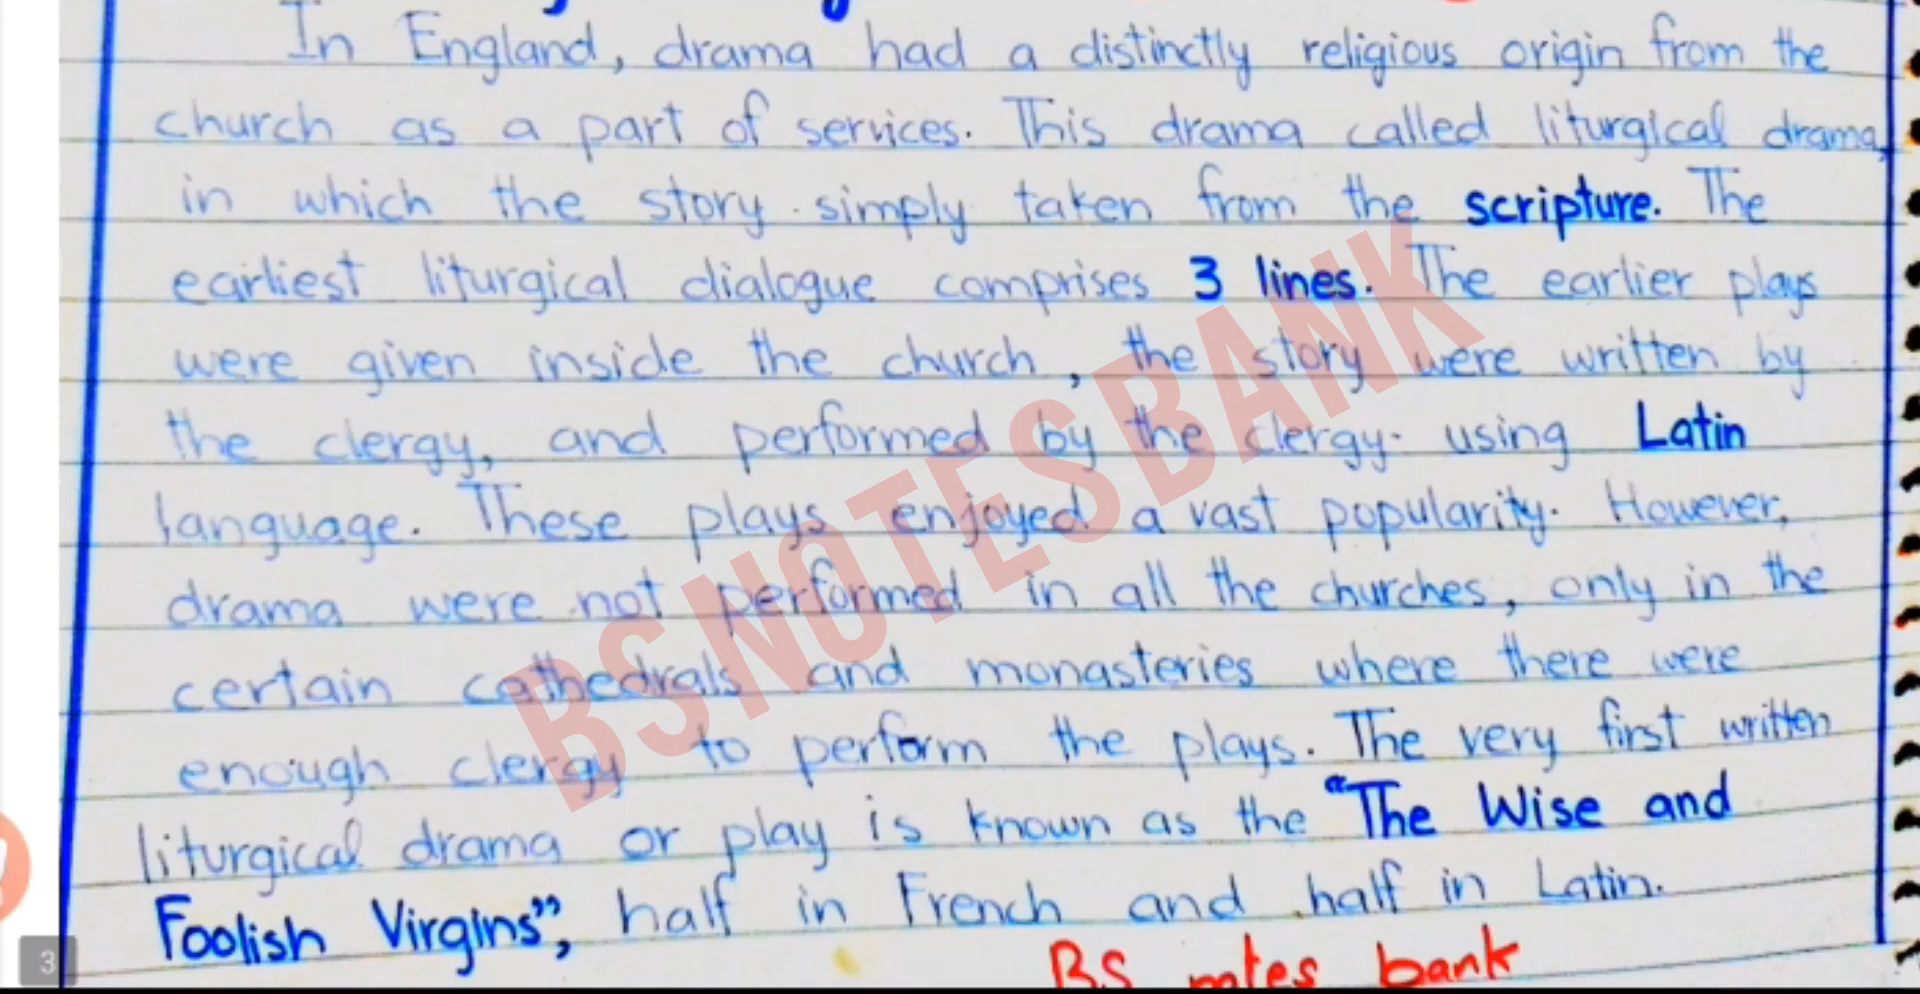 In England, drama had a distinctly religious origin from the
church as a part of services. This drama called liturgical drama,
in which the story simply taken from the scripture. The
earliest liturgical dialogue comprises 3 lines. The earlier plays
were given inside the church, the story were written by
the clergy, and performed by the clergy using Latin
language. These plays enjoyed a vast popularity. However,
drama were not performed in all the churches, only in the
certain cathedrals and monasteries where there were
enough clergy to perform the plays. The very first written
liturgical drama or play is known as the "The Wise and
Foolish Virgins", half in French and half in Latin.
BS notes bank
BSNOTESBANK
3